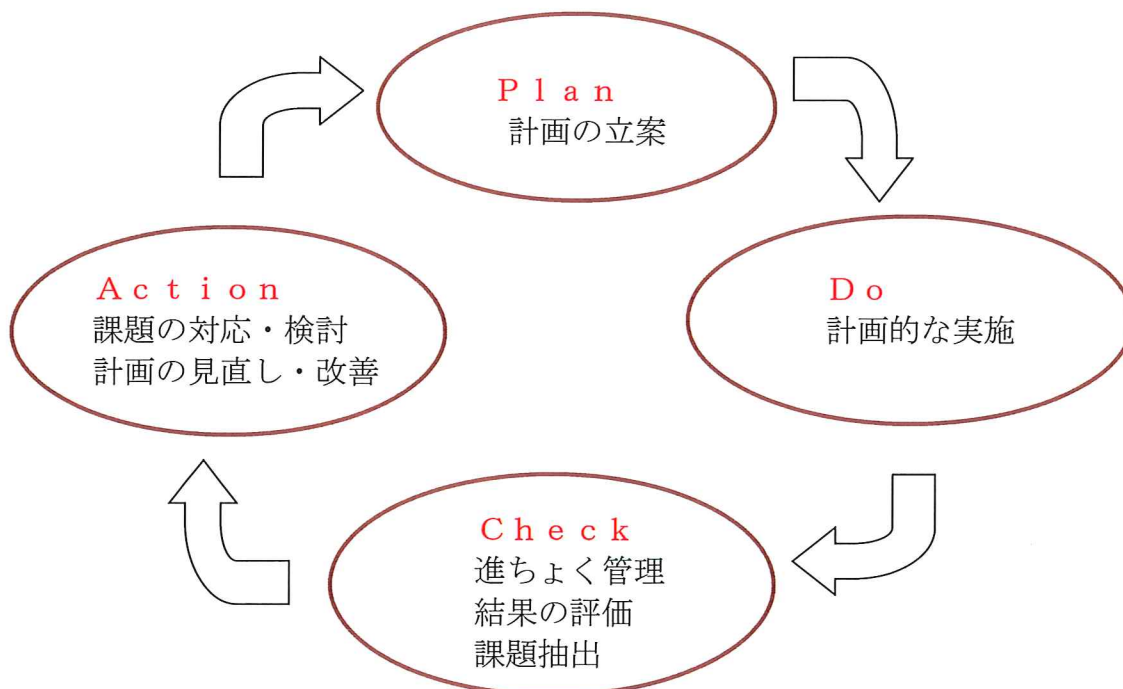 Plan
計画の立案
Do
計画的な実施
Check
進ちょく管理
結果の評価
課題抽出
Action
課題の対応・検討
計画の見直し・改善